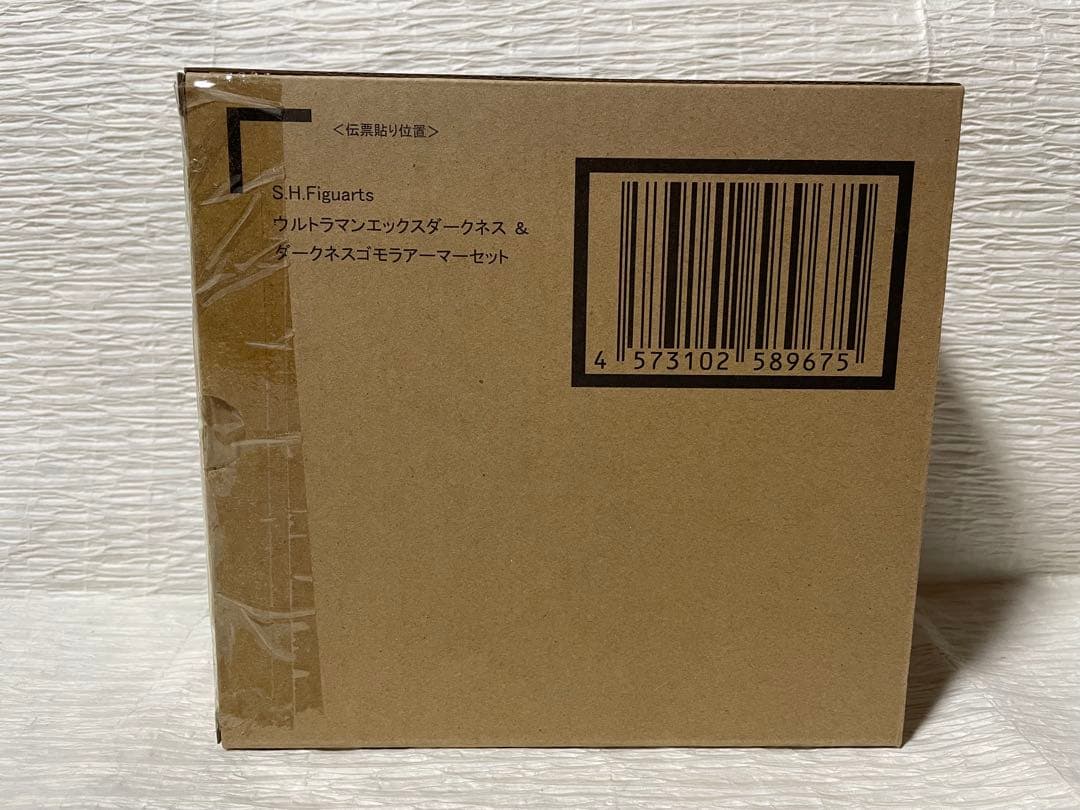 <伝票貼り位置>
S.H.Figuarts
ウルトラマンエックスダークネス &
ダークネスゴモラアーマーセット
4 573102 589675